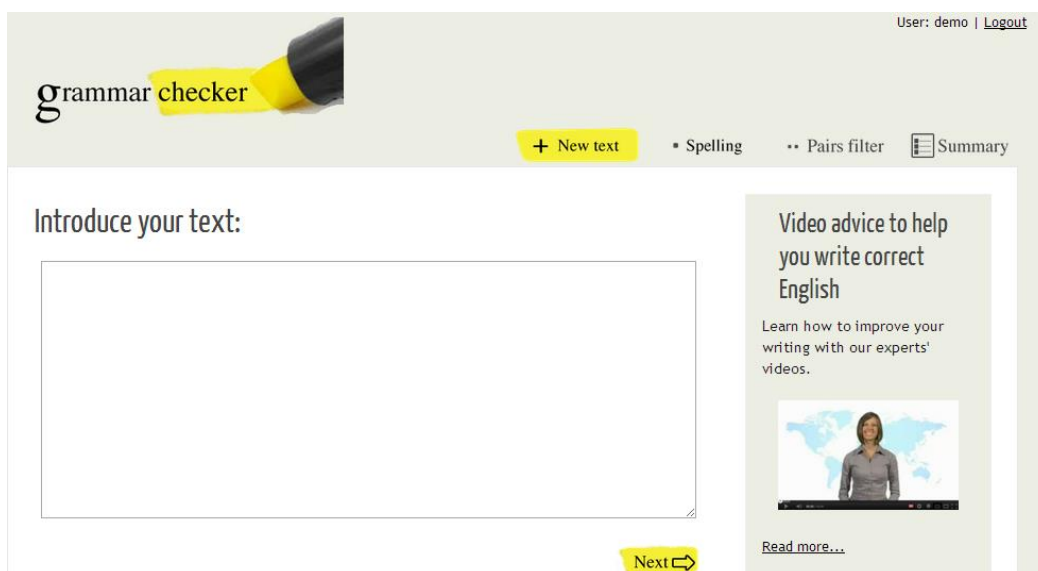 User: demo | Logout
grammar checker
+ New text
▪ Spelling
▪▪ Pairs filter
Summary
Introduce your text:
Next
Video advice to help
you write correct
English
Learn how to improve your
writing with our experts'
videos.
Read more...